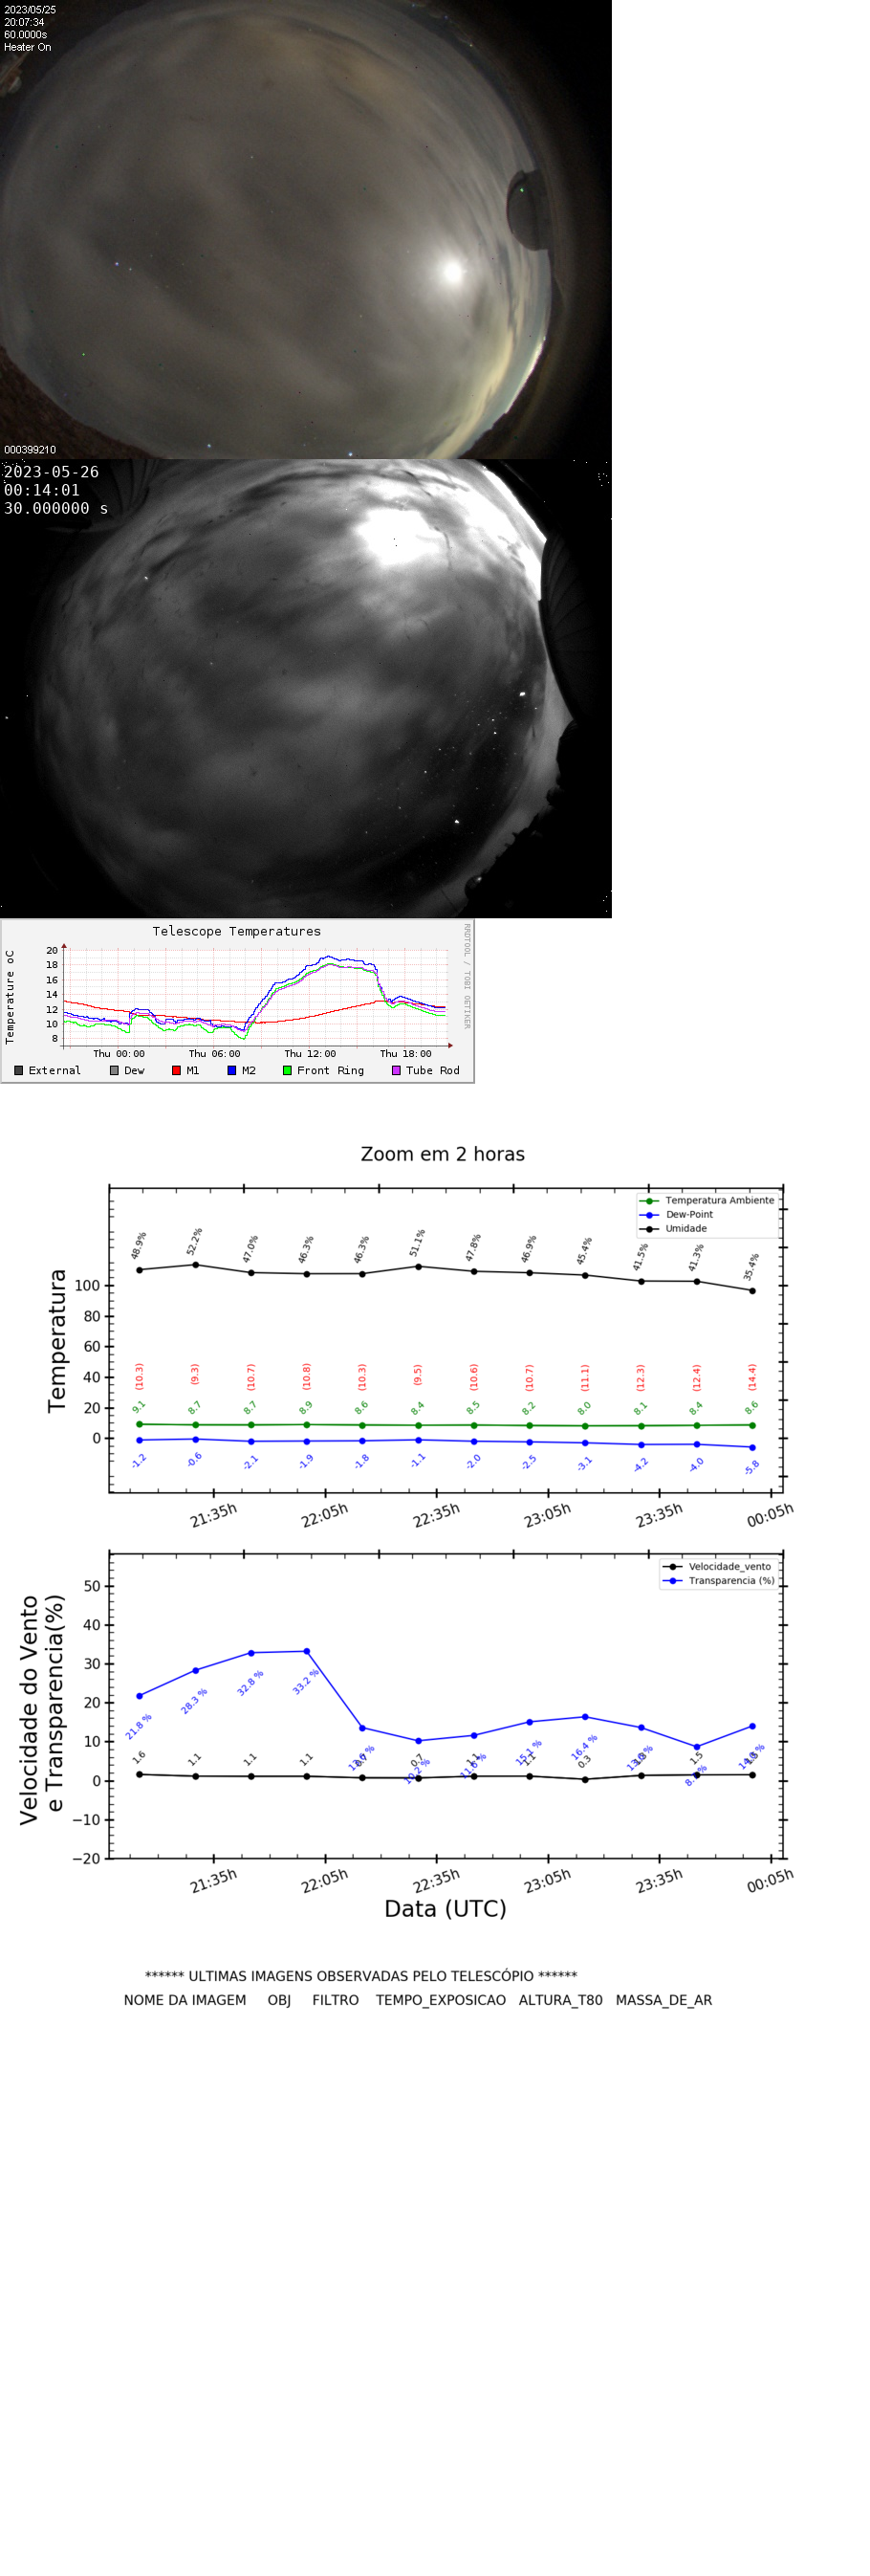 2023/05/25
20:07:34
60.0000s
Heater On
000399210
2023-05-26
00:14:01
30.000000 s
Telescope Temperatures
RRDTOOL / TOBI OETIKER
Temperature oC
20
18
16
14
12
10
8
Thu 00:00 Thu 06:00 Thu 12:00 Thu 18:00
External Dew M1 M2 Front Ring Tube Rod
Zoom em 2 horas
Temperatura Ambiente
Dew-Point
Umidade
Temperatura
100
80
60
40
20
0
48.9% 52.2% 47.0% 46.3% 46.3% 51.1% 47.8% 46.9% 45.4% 41.5% 41.3% 35.4%
(10.3) (9.3) (10.7) (10.8) (10.3) (9.5) (10.6) (10.7) (11.1) (12.3) (12.4) (14.4)
9.1 8.7 8.7 8.9 8.6 8.4 8.5 8.2 8.0 8.1 8.4 8.6
-1.2 -0.6 -2.1 -1.9 -1.8 -1.1 -2.0 -2.5 -3.1 -4.2 -4.0 -5.8
21:35h 22:05h 22:35h 23:05h 23:35h 00:05h
Velocidade_vento
Transparencia (%)
Velocidade do Vento
e Transparencia(%)
50
40
30
20
10
0
−10
−20
21.8 % 28.3 % 32.8 % 33.2 % 16.4 %
1.6 1.1 1.1 1.1 0.7 1.1 0.3 1.5
21:35h 22:05h 22:35h 23:05h 23:35h 00:05h
Data (UTC)
****** ULTIMAS IMAGENS OBSERVADAS PELO TELESCÓPIO ******
NOME DA IMAGEM OBJ FILTRO TEMPO_EXPOSICAO ALTURA_T80 MASSA_DE_AR